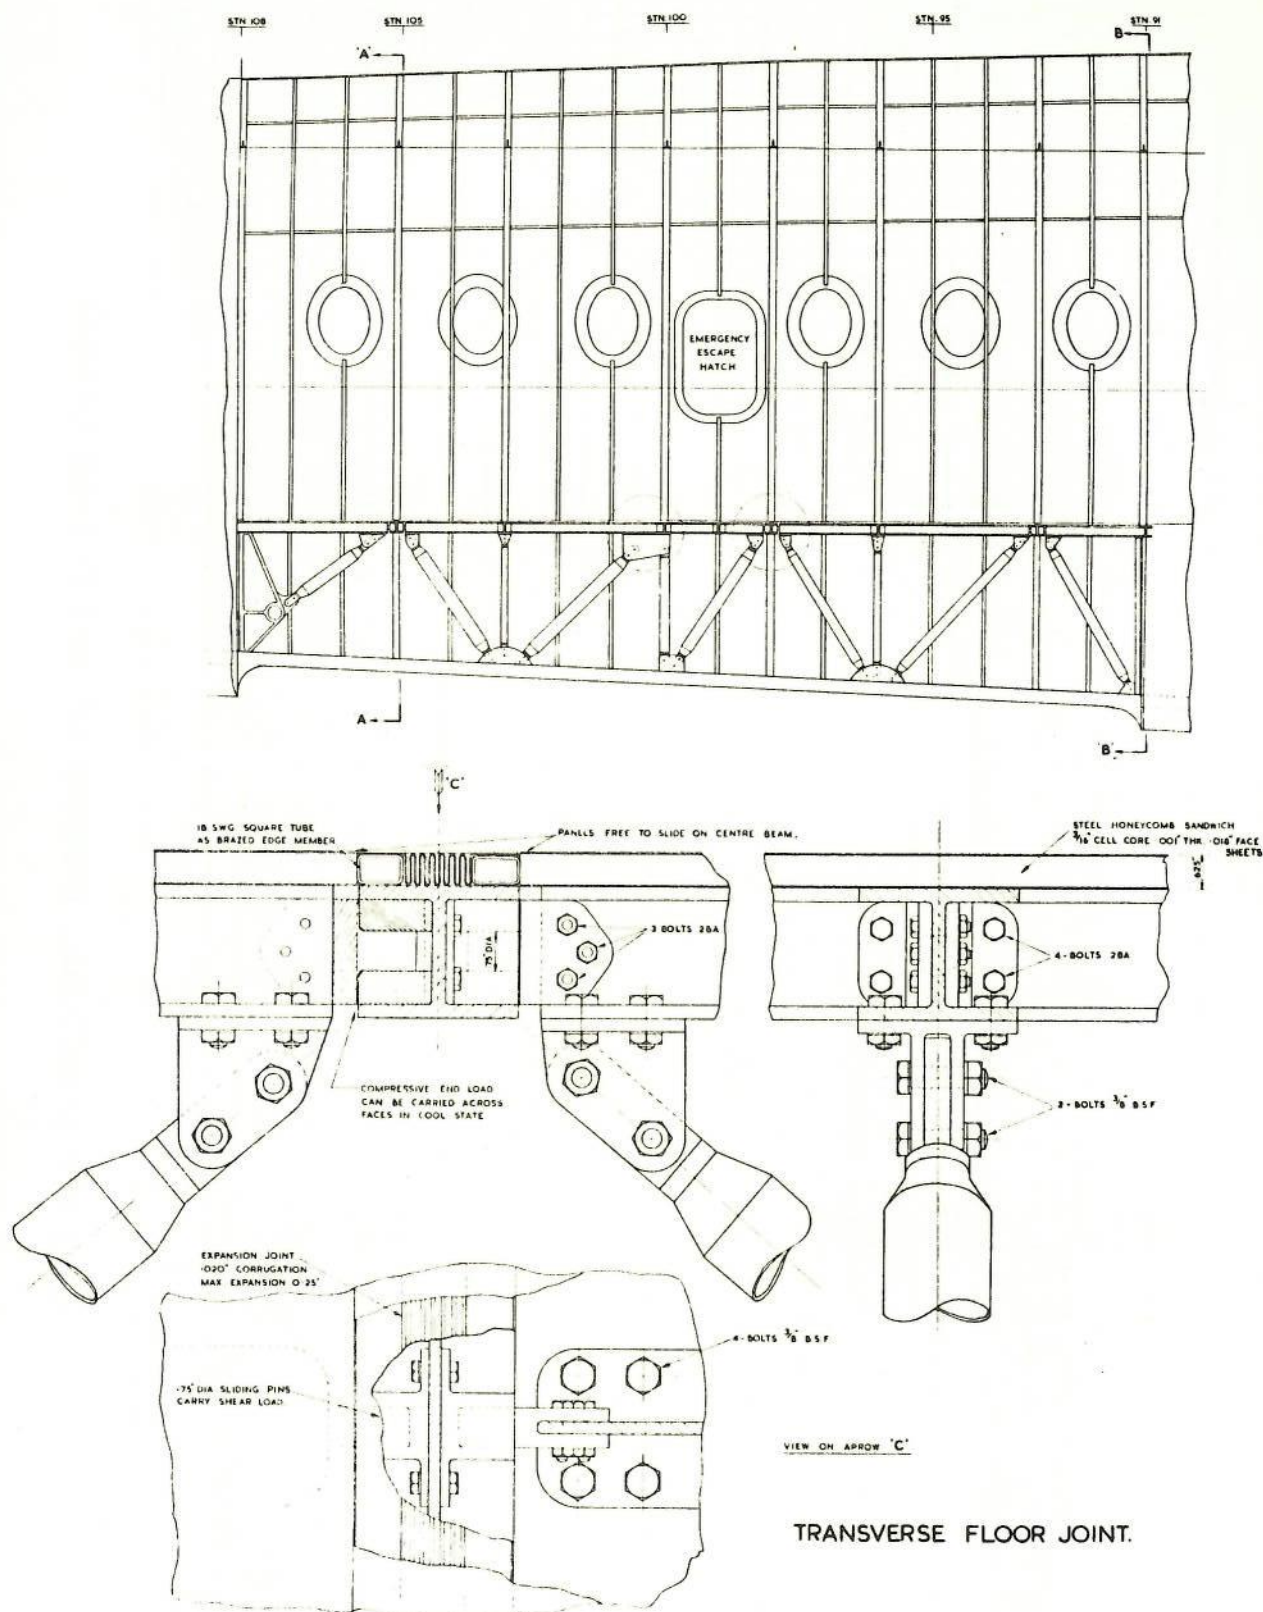 STN 108
STN 105
STN 100
STN 95
STN 91
'A'
B
EMERGENCY
ESCAPE
HATCH
A
'B'
'C'
18 SWG SQUARE TUBE
AS BRAZED EDGE MEMBER
PANELS FREE TO SLIDE ON CENTRE BEAM.
STEEL HONEYCOMB SANDWICH
3/16" CELL CORE ·001" THK ·018" FACE
SHEETS
·625"
3 BOLTS 2BA
·75" DIA
4-BOLTS 2BA
COMPRESSIVE END LOAD
CAN BE CARRIED ACROSS
FACES IN COOL STATE
2-BOLTS 3/8" B S F
EXPANSION JOINT
·020" CORRUGATION
MAX EXPANSION 0·25"
4-BOLTS 3/8" B S F
·75" DIA SLIDING PINS
CARRY SHEAR LOAD
VIEW ON ARROW 'C'
TRANSVERSE FLOOR JOINT.